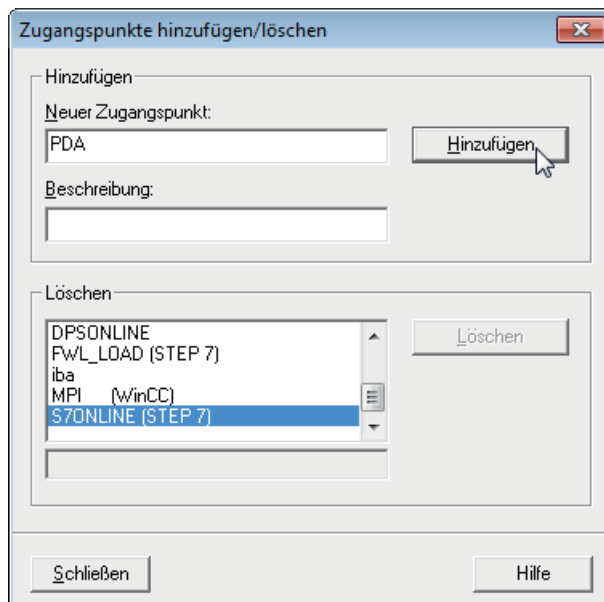 Zugangspunkte hinzufügen/löschen
Hinzufügen
Neuer Zugangspunkt:
PDA
Hinzufügen
Beschreibung:
Löschen
DPSONLINE
FWL_LOAD (STEP 7)
iba
MPI (WinCC)
S7ONLINE (STEP 7)
Löschen
Schließen
Hilfe